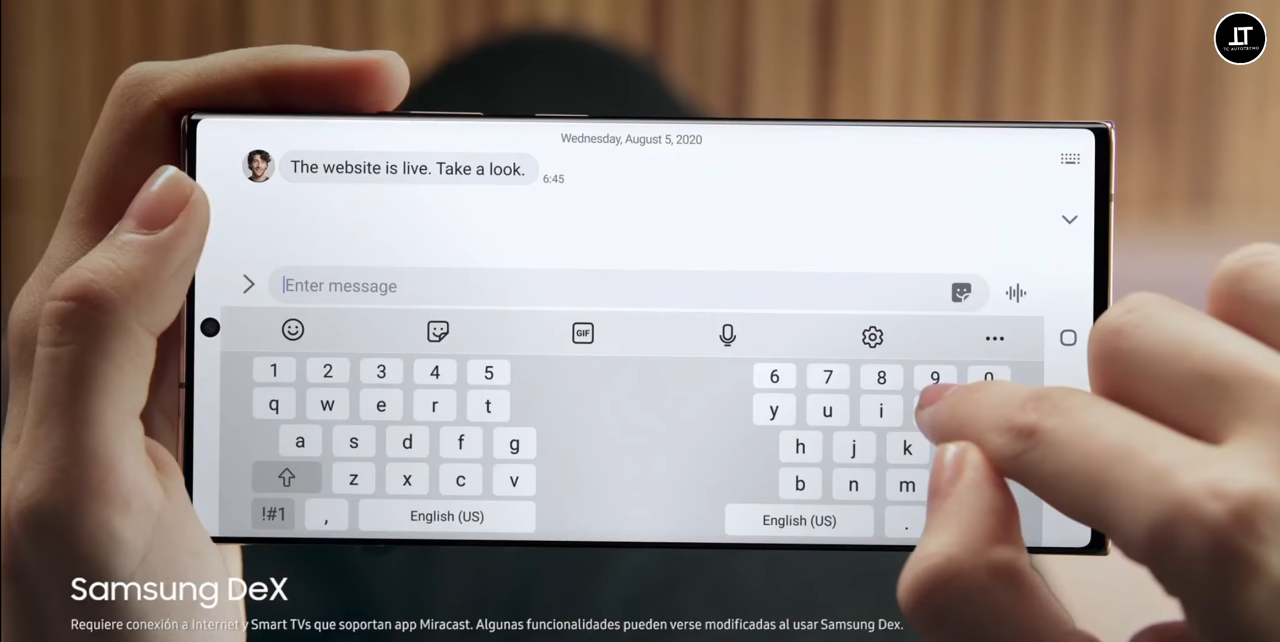 TC AUTOTECNO
Wednesday, August 5, 2020
The website is live. Take a look.
6:45
Enter message
GIF
1 2 3 4 5 6 7 8 9 0
q w e r t y u i
a s d f g h j k
z x c v b n m
!#1 , English (US) English (US) .
Samsung DeX
Requiere conexión a Internet y Smart TVs que soportan app Miracast. Algunas funcionalidades pueden verse modificadas al usar Samsung Dex.